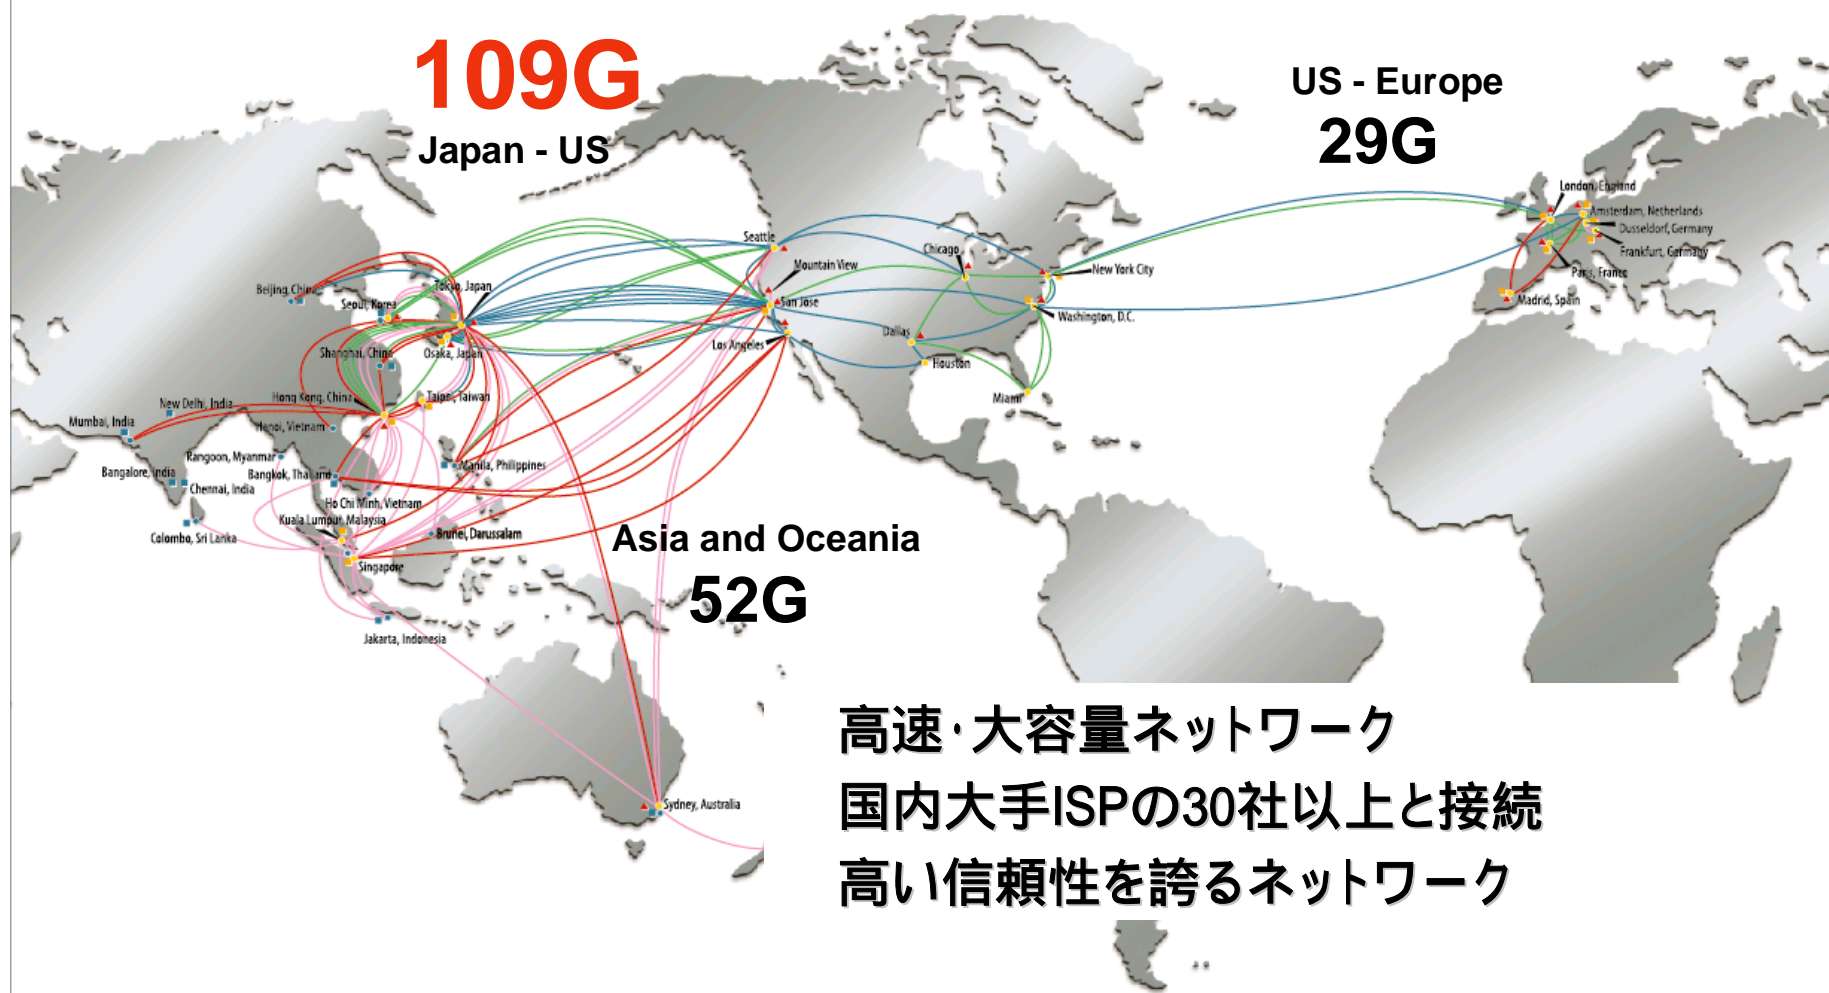 109G
Japan - US
US - Europe
29G
London, England
Amsterdam, Netherlands
Dusseldorf, Germany
Frankfurt, Germany
Paris, France
Madrid, Spain
Seattle
Chicago
Mountain View
New York City
San Jose
Washington, D.C.
Dallas
Los Angeles
Houston
Miami
Beijing, China
Tokyo, Japan
Seoul, Korea
Shanghai, China
Osaka, Japan
Hong Kong, China
Taipei, Taiwan
New Delhi, India
Mumbai, India
Hanoi, Vietnam
Rangoon, Myanmar
Manila, Philippines
Bangalore, India
Bangkok, Thailand
Chennai, India
Ho Chi Minh, Vietnam
Kuala Lumpur, Malaysia
Colombo, Sri Lanka
Brunei, Darussalam
Singapore
Asia and Oceania
52G
Jakarta, Indonesia
Sydney, Australia
高速・大容量ネットワーク
国内大手ISPの30社以上と接続
高い信頼性を誇るネットワーク